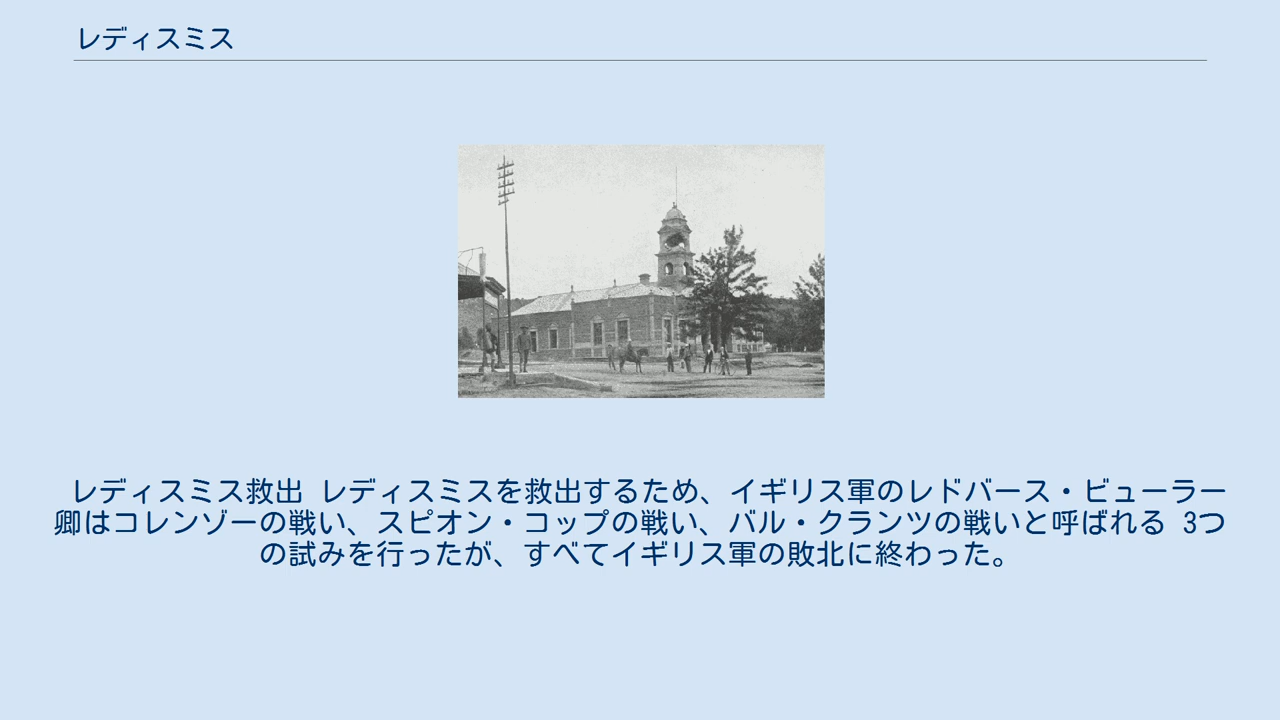 レディスミス
レディスミス救出 レディスミスを救出するため、イギリス軍のレドバース・ビューラー
卿はコレンゾーの戦い、スピオン・コップの戦い、バル・クランツの戦いと呼ばれる 3つ
の試みを行ったが、すべてイギリス軍の敗北に終わった。